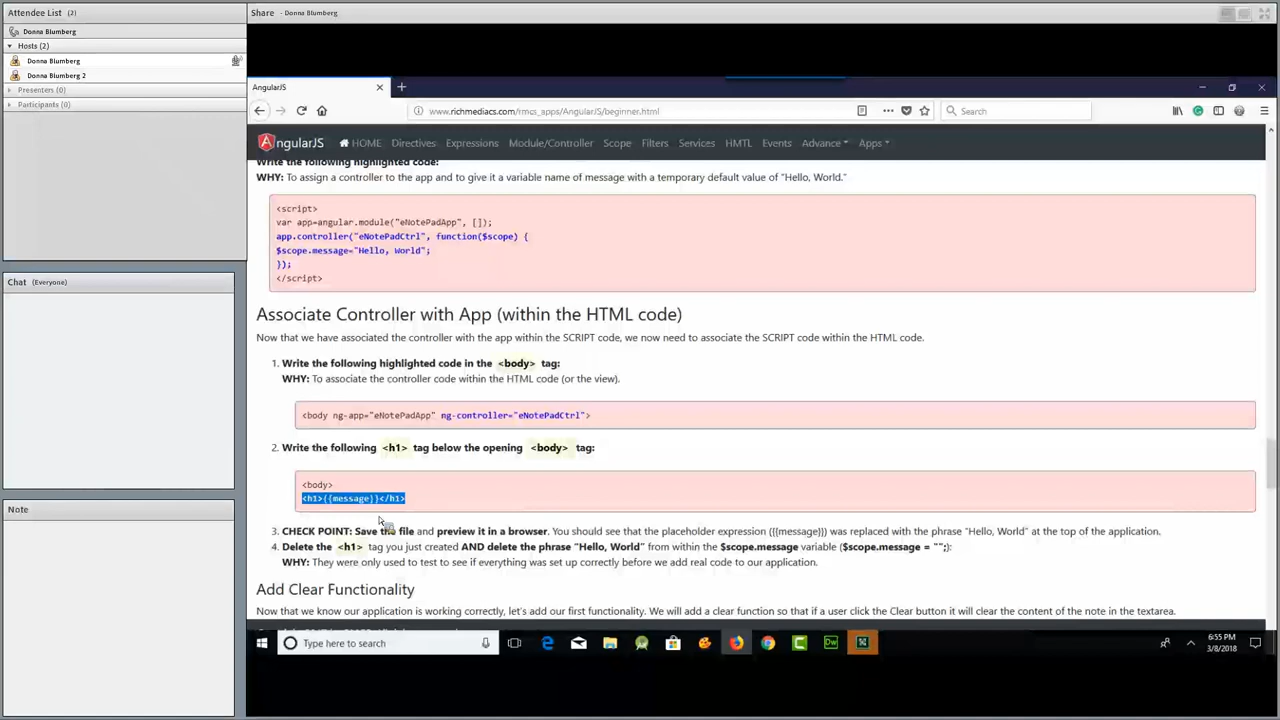 Attendee List (2)
Donna Blumberg
Hosts (2)
Donna Blumberg
Donna Blumberg 2
Presenters (0)
Participants (0)
Chat (Everyone)
Note
Share - Donna Blumberg
AngularJS
www.richmediacs.com/rmcs_apps/AngularJS/beginner.html
Search
AngularJS HOME Directives Expressions Module/Controller Scope Filters Services HMTL Events Advance Apps
Write the following highlighted code:
WHY: To assign a controller to the app and to give it a variable name of message with a temporary default value of "Hello, World."
<script>
var app=angular.module("eNotePadApp", []);
app.controller("eNotePadCtrl", function($scope) {
$scope.message="Hello, World";
});
</script>
Associate Controller with App (within the HTML code)
Now that we have associated the controller with the app within the SCRIPT code, we now need to associate the SCRIPT code within the HTML code.
1. Write the following highlighted code in the <body> tag:
WHY: To associate the controller code within the HTML code (or the view).
<body ng-app="eNotePadApp" ng-controller="eNotePadCtrl">
2. Write the following <h1> tag below the opening <body> tag:
<body>
<h1>{{message}}</h1>
3. CHECK POINT: Save the file and preview it in a browser. You should see that the placeholder expression ({{message}}) was replaced with the phrase "Hello, World" at the top of the application.
4. Delete the <h1> tag you just created AND delete the phrase "Hello, World" from within the $scope.message variable ($scope.message = "";):
WHY: They were only used to test to see if everything was set up correctly before we add real code to our application.
Add Clear Functionality
Now that we know our application is working correctly, let's add our first functionality. We will add a clear function so that if a user click the Clear button it will clear the content of the note in the textarea.
Type here to search
Dw
6:55 PM
3/8/2018